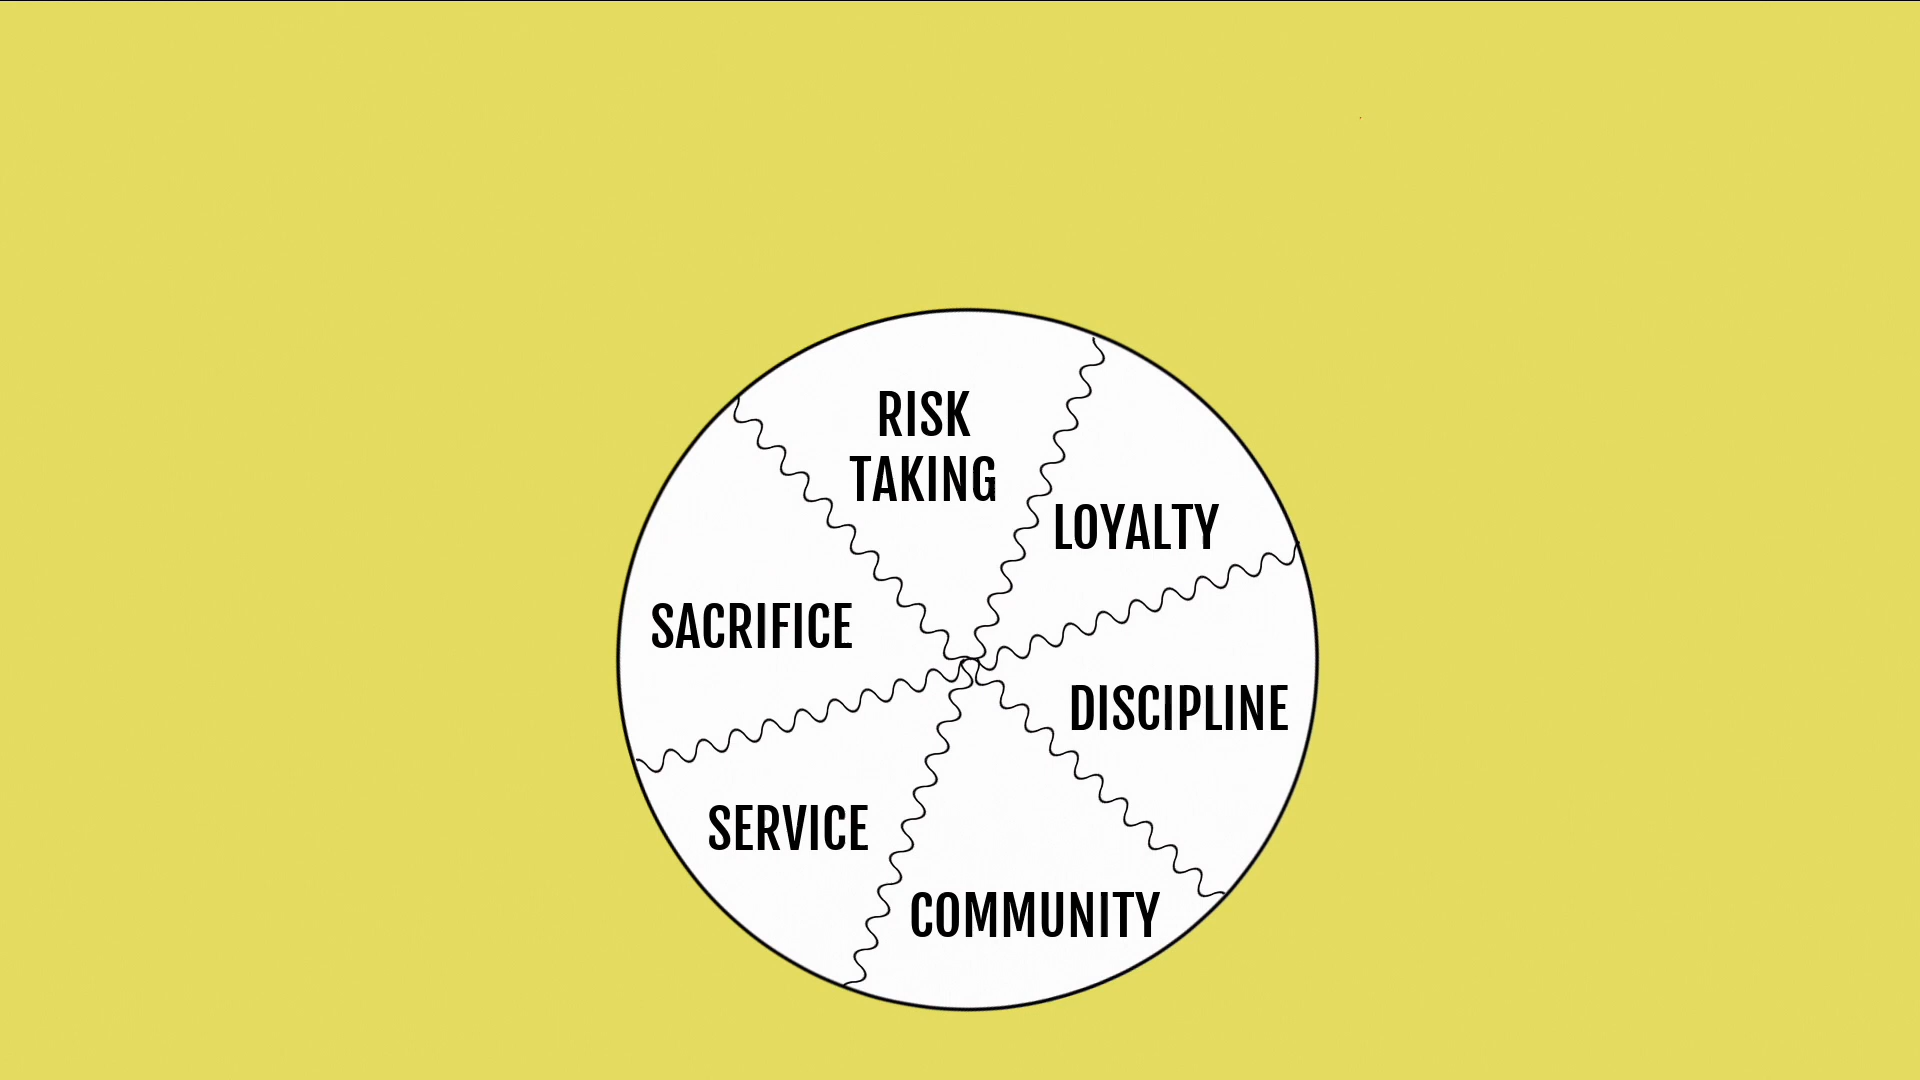 RISK
TAKING
LOYALTY
SACRIFICE
DISCIPLINE
SERVICE
COMMUNITY